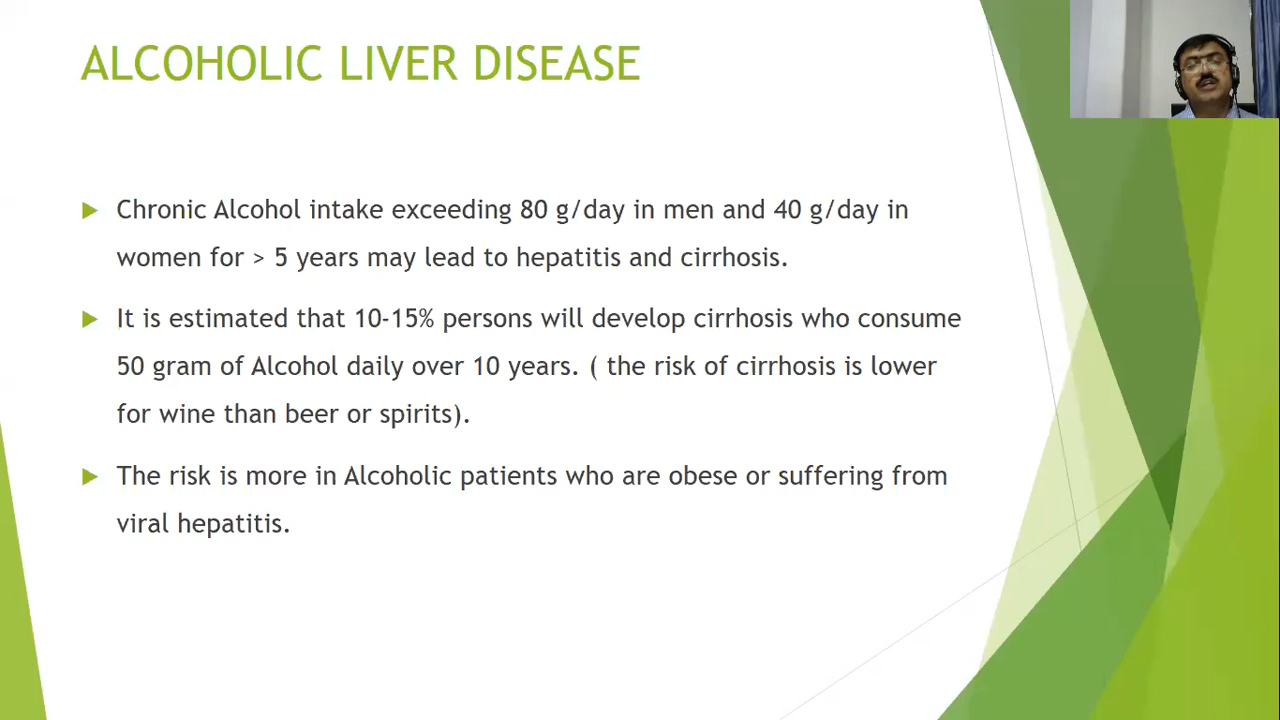 ALCOHOLIC LIVER DISEASE
Chronic Alcohol intake exceeding 80 g/day in men and 40 g/day in
women for > 5 years may lead to hepatitis and cirrhosis.
It is estimated that 10-15% persons will develop cirrhosis who consume
50 gram of Alcohol daily over 10 years. ( the risk of cirrhosis is lower
for wine than beer or spirits).
The risk is more in Alcoholic patients who are obese or suffering from
viral hepatitis.